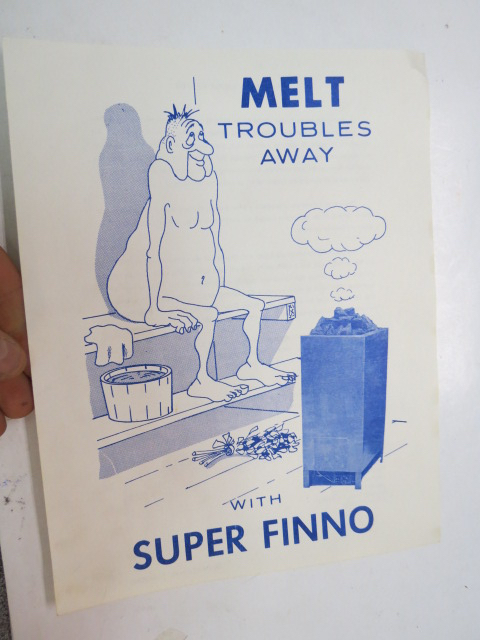 MELT
TROUBLES
AWAY
WITH
SUPER FINNO